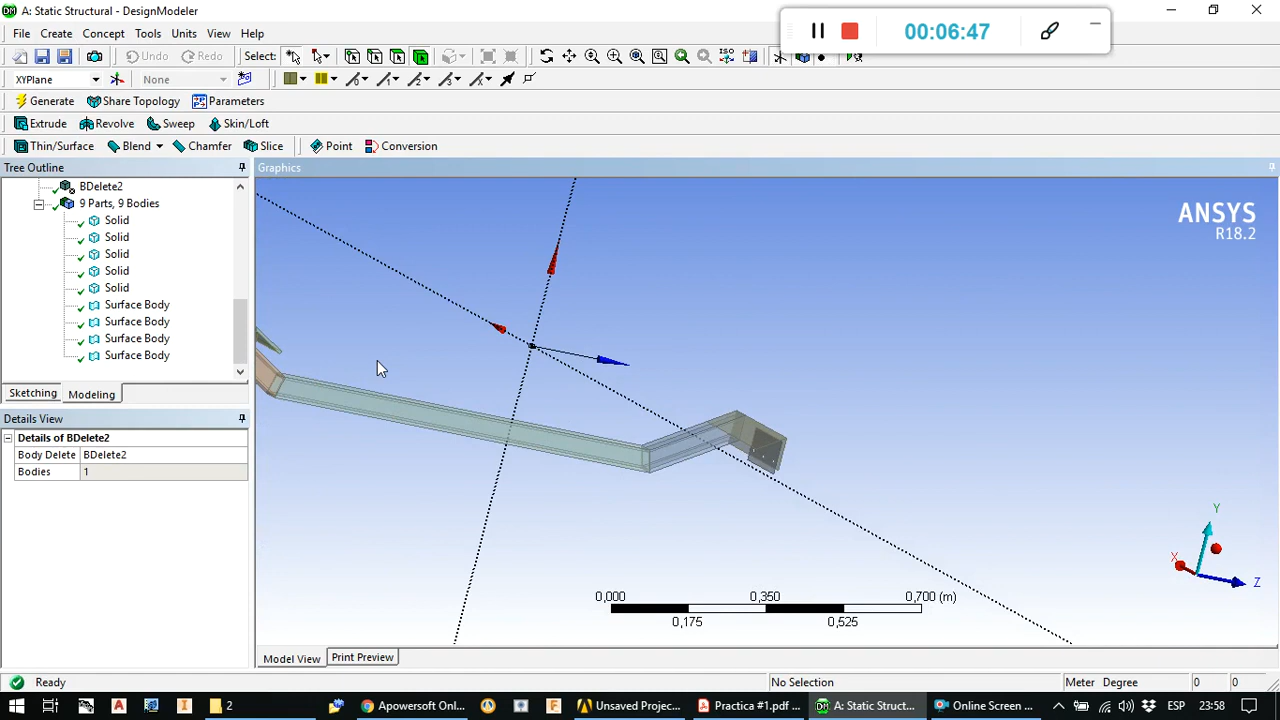 A: Static Structural - DesignModeler
00:06:47
File Create Concept Tools Units View Help
Undo Redo Select: ISO
XYPlane None
Generate Share Topology Parameters
Extrude Revolve Sweep Skin/Loft
Thin/Surface Blend Chamfer Slice Point Conversion
Tree Outline
BDelete2
9 Parts, 9 Bodies
Solid
Solid
Solid
Solid
Solid
Surface Body
Surface Body
Surface Body
Surface Body
Sketching Modeling
Details View
Details of BDelete2
Body Delete BDelete2
Bodies 1
Graphics
ANSYS
R18.2
0,000 0,350 0,700 (m)
0,175 0,525
Y
X
Z
Model View Print Preview
Ready No Selection Meter Degree 0 0
2 Apowersoft Onl... Unsaved Projec... Practica #1.pdf ... A: Static Structu... Online Screen ... ESP 23:58